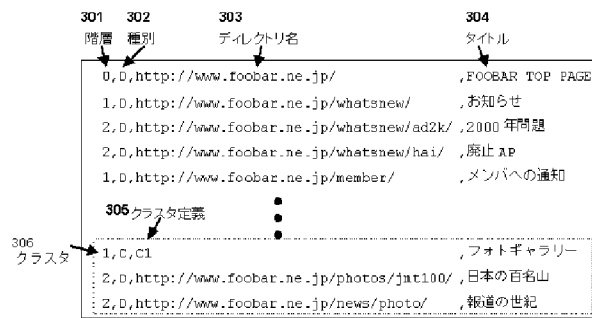 301 302 303 304
階層 種別 ディレクトリ名 タイトル
0,D,http://www.foobar.ne.jp/ ,FOOBAR TOP PAGE
1,D,http://www.foobar.ne.jp/whatsnew/ ,お知らせ
2,D,http://www.foobar.ne.jp/whatsnew/ad2k/ ,2000 年問題
2,D,http://www.foobar.ne.jp/whatsnew/hai/ ,廃止 AP
1,D,http://www.foobar.ne.jp/member/ ,メンバへの通知
305 クラスタ定義
306
クラスタ
1,C,C1 ,フォトギャラリー
2,D,http://www.foobar.ne.jp/photos/jmt100/ ,日本の百名山
2,D,http://www.foobar.ne.jp/news/photo/ ,報道の世紀